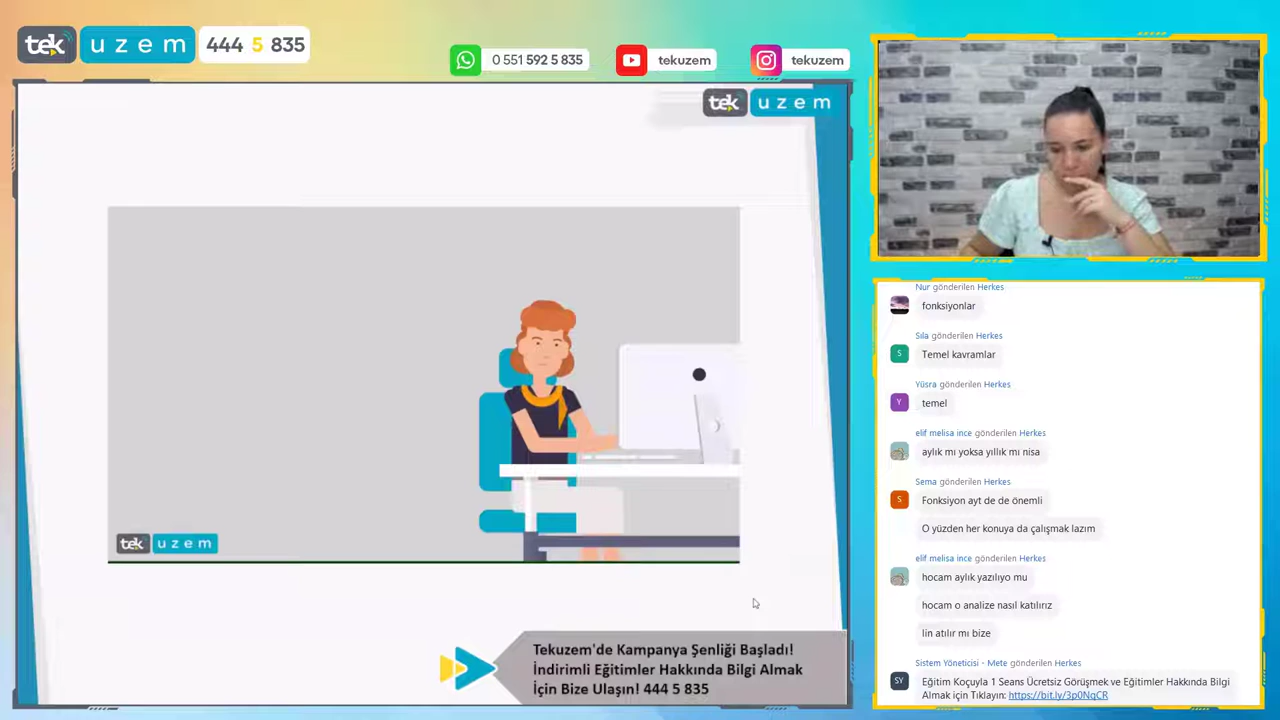 tek uzem 444 5 835
0 551 592 5 835
tekuzem
tekuzem
tek uzem
tek uzem
Tekuzem'de Kampanya Şenliği Başladı!
İndirimli Eğitimler Hakkında Bilgi Almak
İçin Bize Ulaşın! 444 5 835
Nur gönderilen Herkes
fonksiyonlar
Sıla gönderilen Herkes
S
Temel kavramlar
Yüsra gönderilen Herkes
Y
temel
elif melisa ince gönderilen Herkes
aylık mı yoksa yıllık mı nisa
Sema gönderilen Herkes
S
Fonksiyon ayt de de önemli
O yüzden her konuya da çalışmak lazım
elif melisa ince gönderilen Herkes
hocam aylık yazılıyo mu
hocam o analize nasıl katılırız
lin atılır mı bize
Sistem Yöneticisi - Mete gönderilen Herkes
SY
Eğitim Koçuyla 1 Seans Ücretsiz Görüşmek ve Eğitimler Hakkında Bilgi
Almak için Tıklayın: https://bit.ly/3p0NqCR